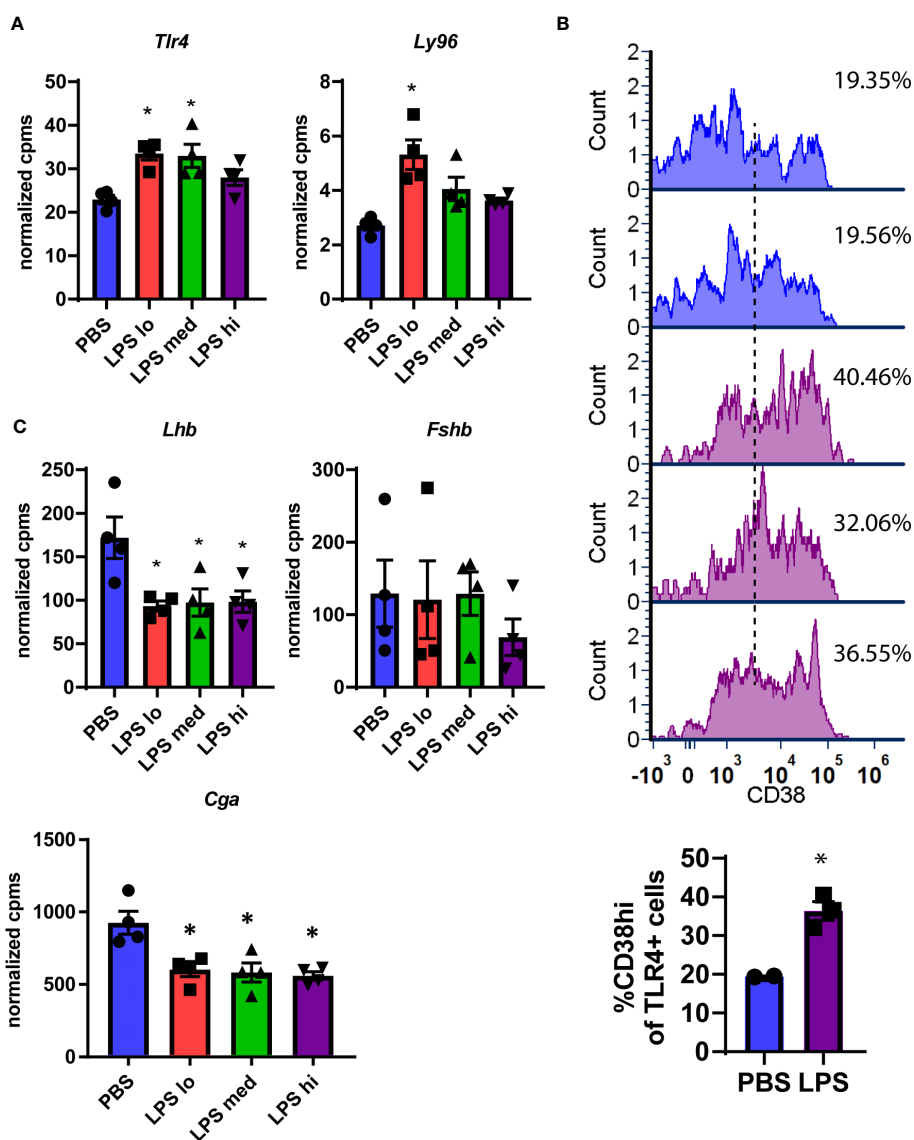 A
Tlr4
normalized cpms
50
40
30
20
10
0
*
*
PBS
LPS lo
LPS med
LPS hi
Ly96
normalized cpms
8
6
4
2
0
*
PBS
LPS lo
LPS med
LPS hi
B
Count
2
2
1
1
0
19.35%
Count
2
2
1
1
0
19.56%
Count
2
2
1
1
0
40.46%
Count
2
2
1
1
0
32.06%
Count
2
2
1
1
0
36.55%
-10³ 0 10³ 10⁴ 10⁵ 10⁶
CD38
%CD38hi
of TLR4+ cells
50
40
30
20
10
0
*
PBS LPS
C
Lhb
normalized cpms
250
200
150
100
50
0
*
*
*
PBS
LPS lo
LPS med
LPS hi
Fshb
normalized cpms
300
200
100
0
PBS
LPS lo
LPS med
LPS hi
Cga
normalized cpms
1500
1000
500
0
*
*
*
PBS
LPS lo
LPS med
LPS hi